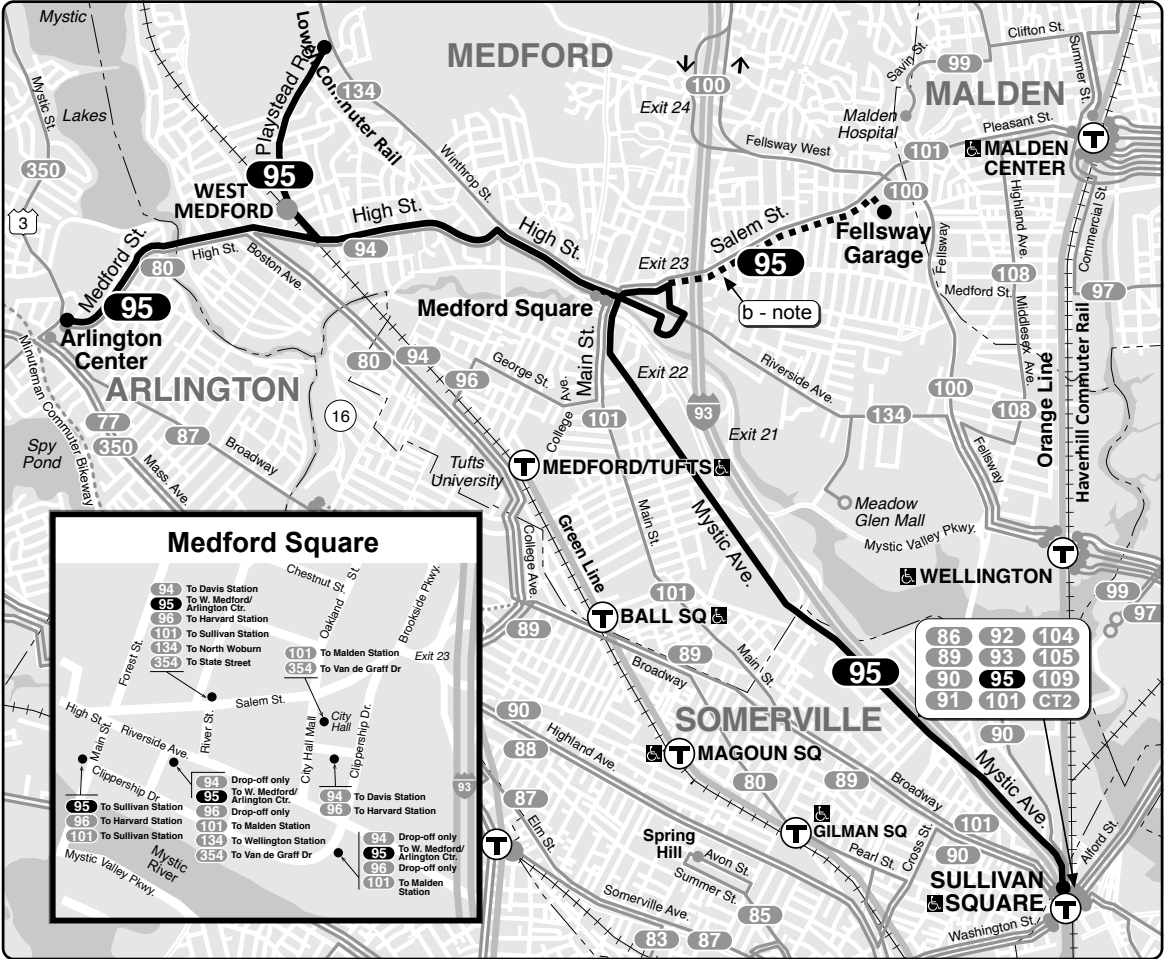 Mystic
Lakes
Mystic St.
350
3
Lowell Commuter Rail
Playstead Rd.
134
MEDFORD
Winthrop St.
95
WEST
MEDFORD
High St.
94
High St.
Medford St.
80
High St.
Boston Ave.
95
Arlington
Center
ARLINGTON
Minuteman Commuter Bikeway
77
350
87
Broadway
Mass. Ave.
Spy
Pond
16
80
94
96
George St.
College Ave.
Main St.
101
Medford Square
Exit 24
100
Exit 23
Salem St.
95
b - note
Fellsway
Garage
100
Fellsway West
Malden
Hospital
Savin St.
99
Clifton St.
Summer St.
MALDEN
Pleasant St.
101
MALDEN
CENTER
T
Highland Ave.
Commercial St.
Fellsway
108
Medford St.
Middlesex Ave.
97
108
100
Orange Line
Haverhill Commuter Rail
Exit 22
93
Exit 21
Riverside Ave.
134
Fellsway
Meadow
Glen Mall
Mystic Valley Pkwy.
T
WELLINGTON
99
97
Tufts
University
T
MEDFORD/TUFTS
Green Line
College Ave.
Main St.
101
Mystic Ave.
T
BALL SQ
89
89
Broadway
Main St.
95
86 92 104
89 93 105
90 95 109
91 101 CT2
90
SOMERVILLE
90
88
Highland Ave.
T
MAGOUN SQ
80
89
Broadway
Mystic Ave.
101
87
Elm St.
T
T
GILMAN SQ
Pearl St.
Cross St.
90
Alford St.
Spring
Hill
Avon St.
Summer St.
85
Somerville Ave.
83
87
SULLIVAN
SQUARE
T
Washington St.
Medford Square
Chestnut St.
Oakland St.
Brookside Pkwy.
Exit 23
94 To Davis Station
95 To W. Medford/
Arlington Ctr.
96 To Harvard Station
101 To Sullivan Station
134 To North Woburn
354 To State Street
101 To Malden Station
354 To Van de Graff Dr
Forest St.
Salem St.
River St.
City
Hall
City Hall Mall
Clippership Dr.
High St.
Main St.
Riverside Ave.
Clippership Dr.
95 To Sullivan Station
96 To Harvard Station
101 To Sullivan Station
94 Drop-off only
95 To W. Medford/
Arlington Ctr.
96 Drop-off only
101 To Malden Station
134 To Wellington Station
354 To Van de Graff Dr
94 To Davis Station
96 To Harvard Station
94 Drop-off only
95 To W. Medford/
Arlington Ctr.
96 Drop-off only
101 To Malden
Station
93
Mystic
River
Mystic Valley Pkwy.